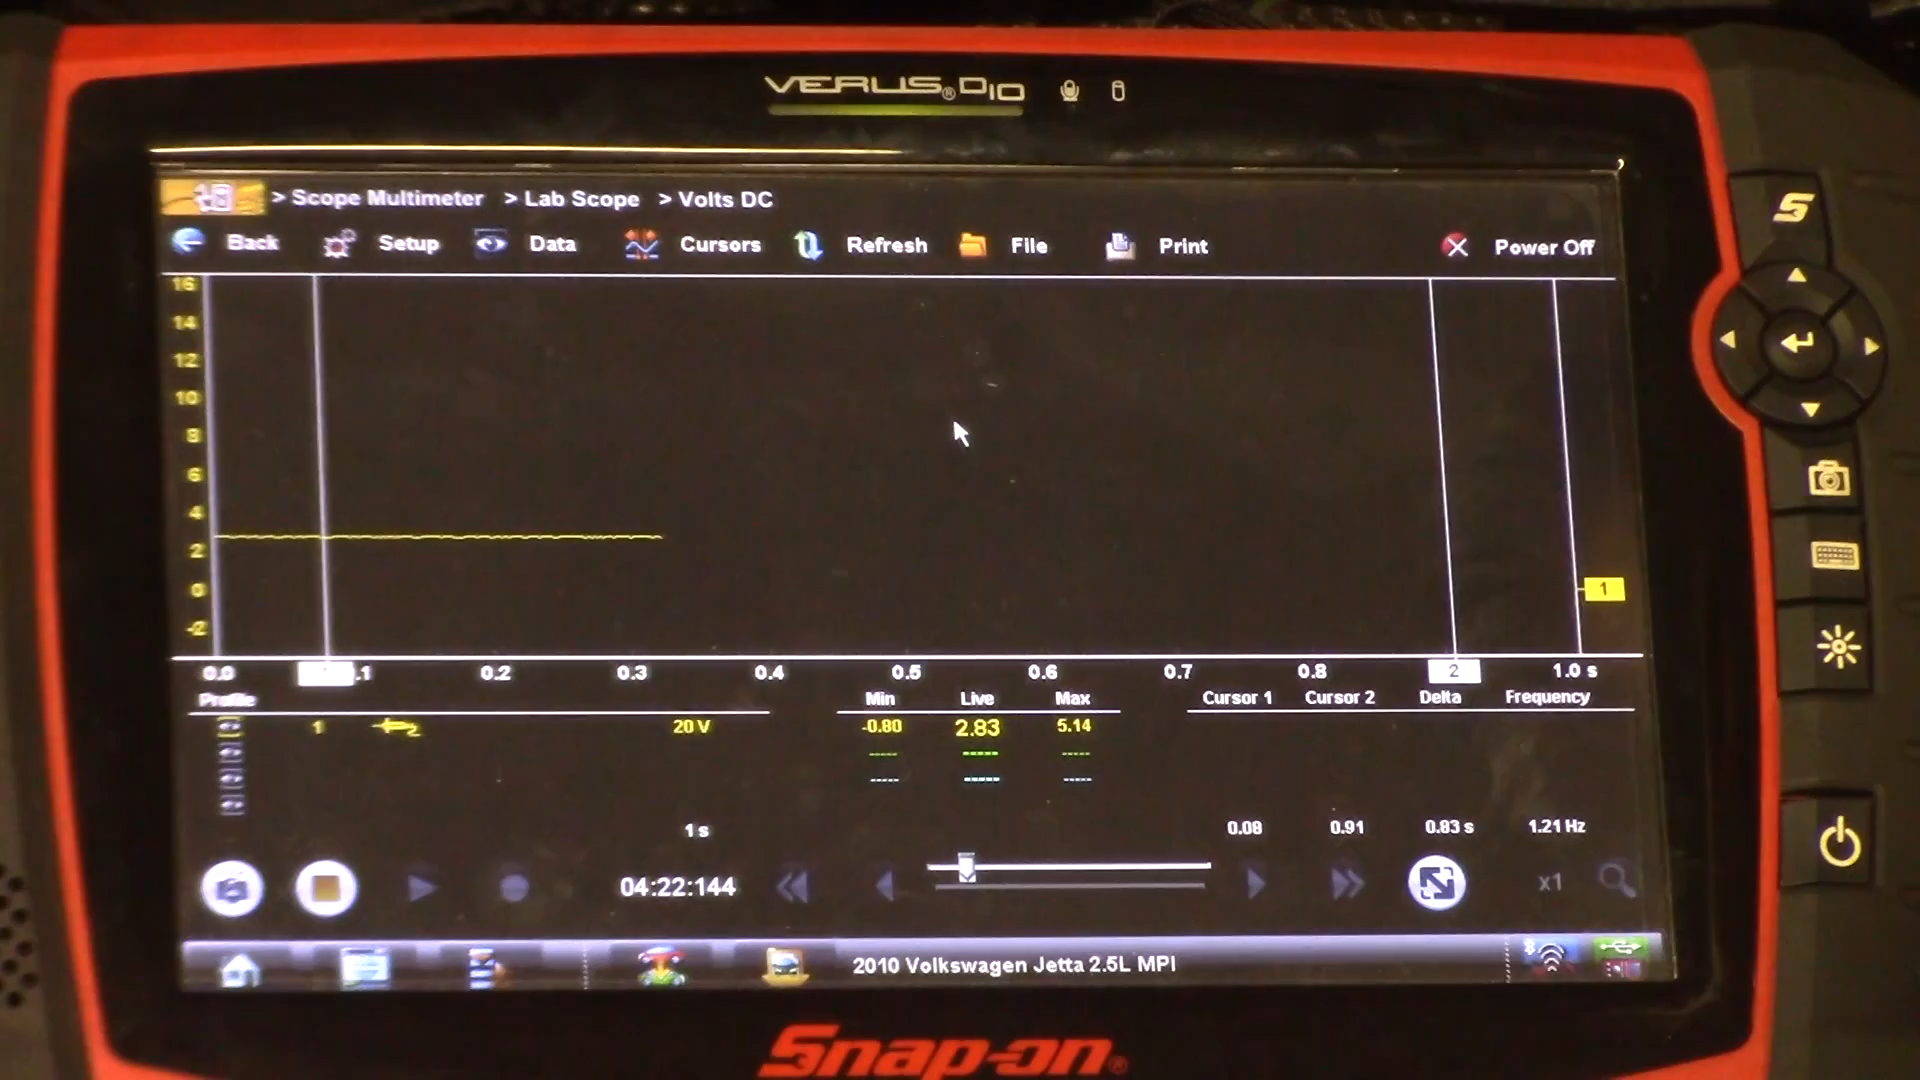 VERUS® D10
> Scope Multimeter > Lab Scope > Volts DC
Back Setup Data Cursors Refresh File Print Power Off
16
14
12
10
8
6
4
2
0
-2
1
0.0 .1 0.2 0.3 0.4 0.5 0.6 0.7 0.8 2 1.0 s
Profile Min Live Max Cursor 1 Cursor 2 Delta Frequency
1 20 V -0.80 2.83 5.14
----- ----- -----
----- ----- -----
1 s 0.08 0.91 0.83 s 1.21 Hz
04:22:144 x1
2010 Volkswagen Jetta 2.5L MPI
Snap-on®